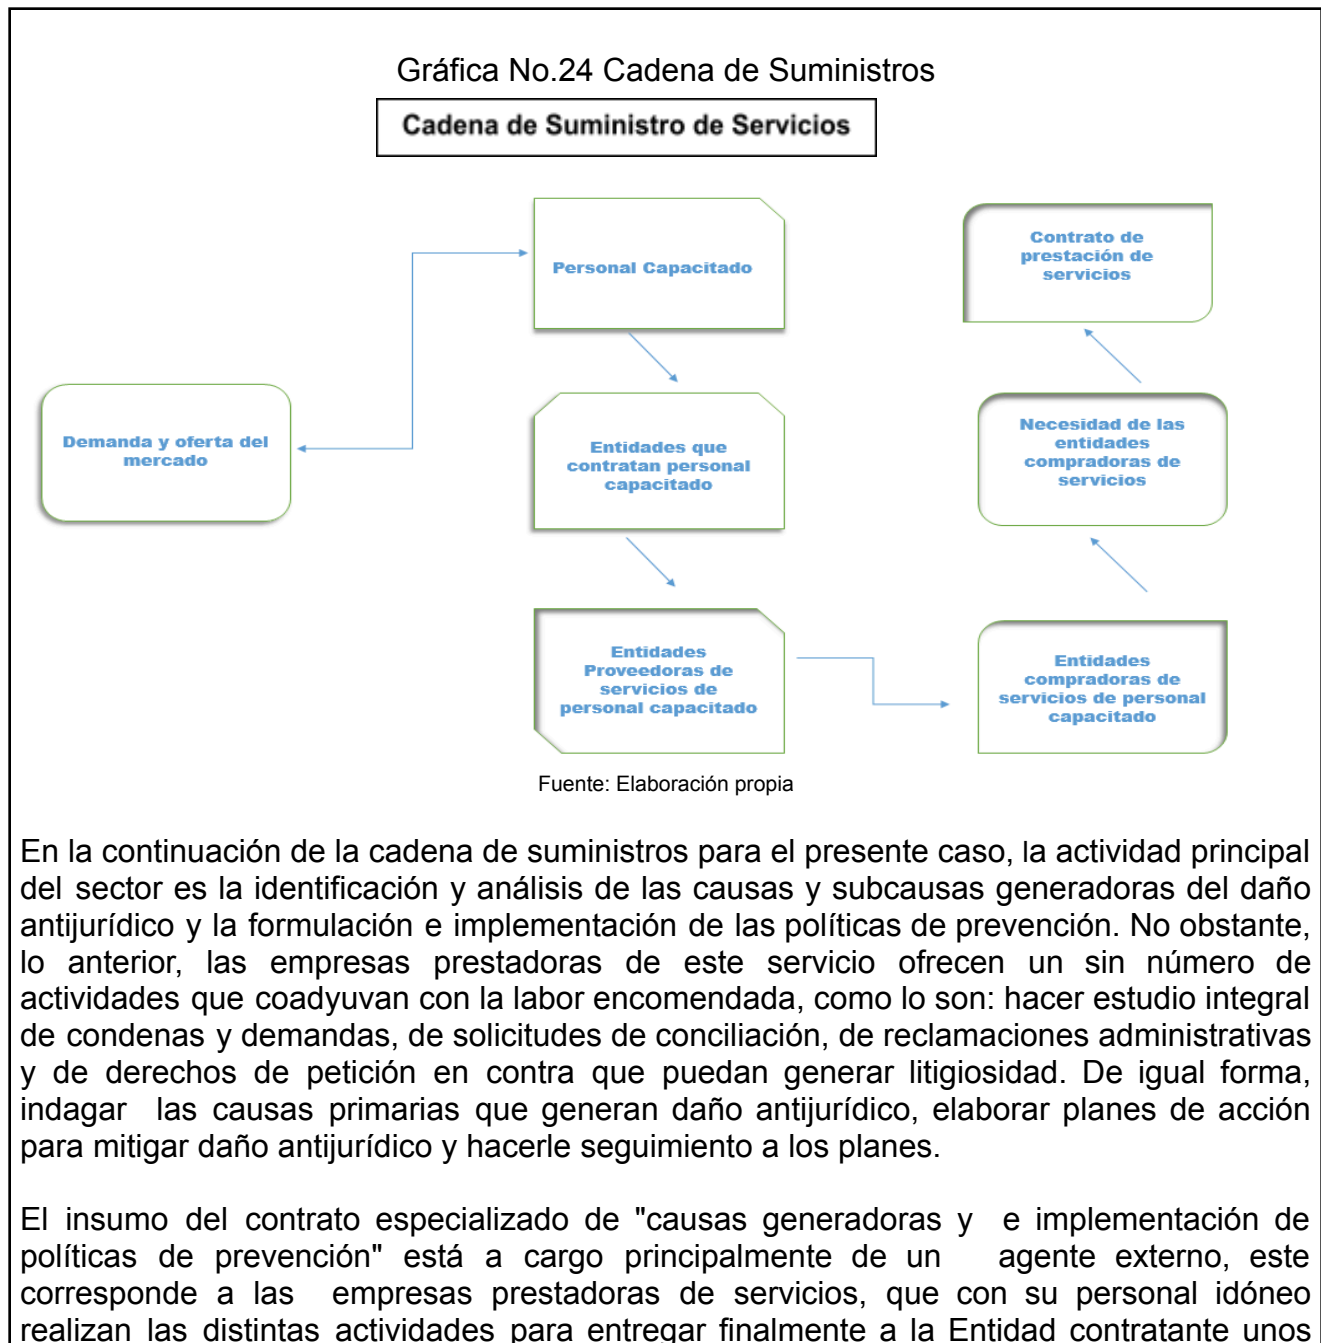 Gráfica No.24 Cadena de Suministros
Cadena de Suministro de Servicios
Demanda y oferta del
mercado
Personal Capacitado
Entidades que
contratan personal
capacitado
Entidades
Proveedoras de
servicios de
personal capacitado
Entidades
compradoras de
servicios de personal
capacitado
Necesidad de las
entidades
compradoras de
servicios
Contrato de
prestación de
servicios
Fuente: Elaboración propia
En la continuación de la cadena de suministros para el presente caso, la actividad principal
del sector es la identificación y análisis de las causas y subcausas generadoras del daño
antijurídico y la formulación e implementación de las políticas de prevención. No obstante,
lo anterior, las empresas prestadoras de este servicio ofrecen un sin número de
actividades que coadyuvan con la labor encomendada, como lo son: hacer estudio integral
de condenas y demandas, de solicitudes de conciliación, de reclamaciones administrativas
y de derechos de petición en contra que puedan generar litigiosidad. De igual forma,
indagar las causas primarias que generan daño antijurídico, elaborar planes de acción
para mitigar daño antijurídico y hacerle seguimiento a los planes.
El insumo del contrato especializado de "causas generadoras y e implementación de
políticas de prevención" está a cargo principalmente de un agente externo, este
corresponde a las empresas prestadoras de servicios, que con su personal idóneo
realizan las distintas actividades para entregar finalmente a la Entidad contratante unos